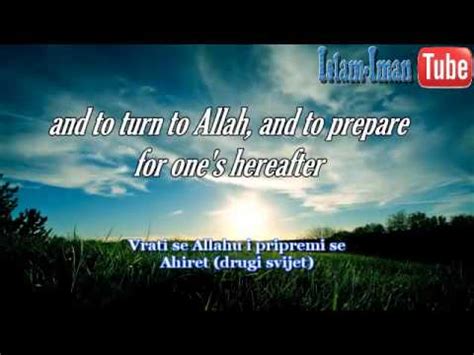 Islam-Iman Tube
and to turn to Allah, and to prepare
for one's hereafter
Vrati se Allahu i pripremi se
Ahiret (drugi svijet)